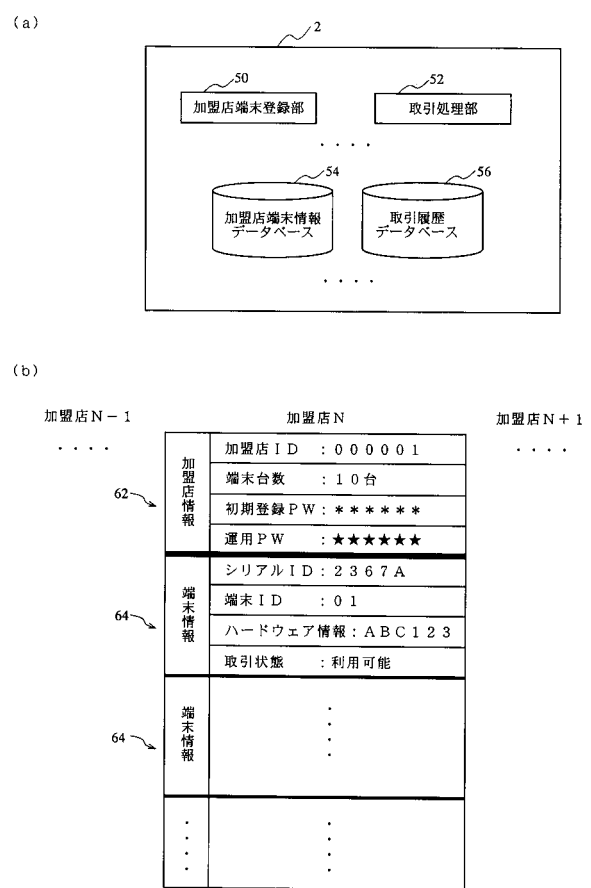 (a)
2
50
加盟店端末登録部
52
取引処理部
・・・・
54
加盟店端末情報
データベース
56
取引履歴
データベース
・・・・
(b)
加盟店N－1
加盟店N
加盟店N＋1
・・・・
・・・・
62
加盟店情報
加盟店ID ：000001
端末台数 ：10台
初期登録PW：＊＊＊＊＊＊
運用PW ：★★★★★★
64
端末情報
シリアルID：2367A
端末ID ：01
ハードウェア情報：ABC123
取引状態 ：利用可能
64
端末情報
・・・・
・・・・
・・・・